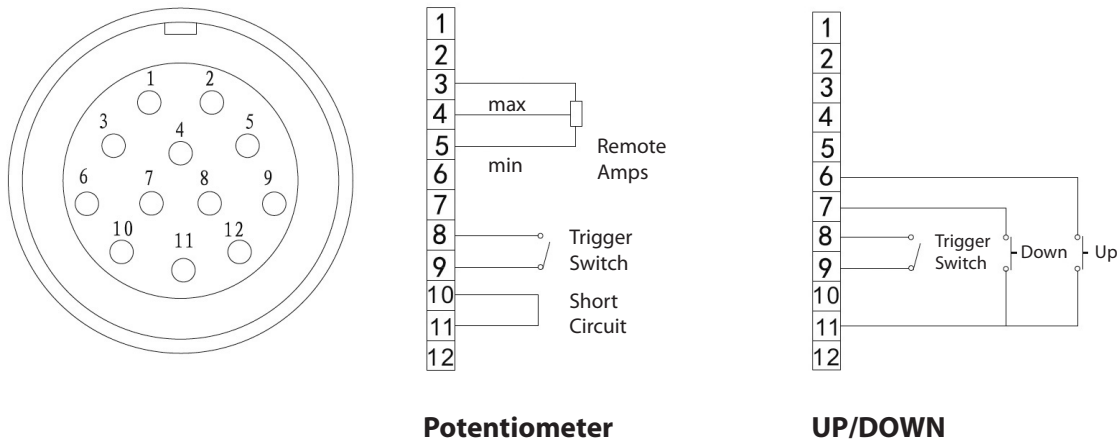 1 2
3 4 5
6 7 8 9
10 11 12
1
2
3
4
5
6
7
8
9
10
11
12
max
min
Remote
Amps
Trigger
Switch
Short
Circuit
Potentiometer
1
2
3
4
5
6
7
8
9
10
11
12
Trigger
Switch
Down
Up
UP/DOWN